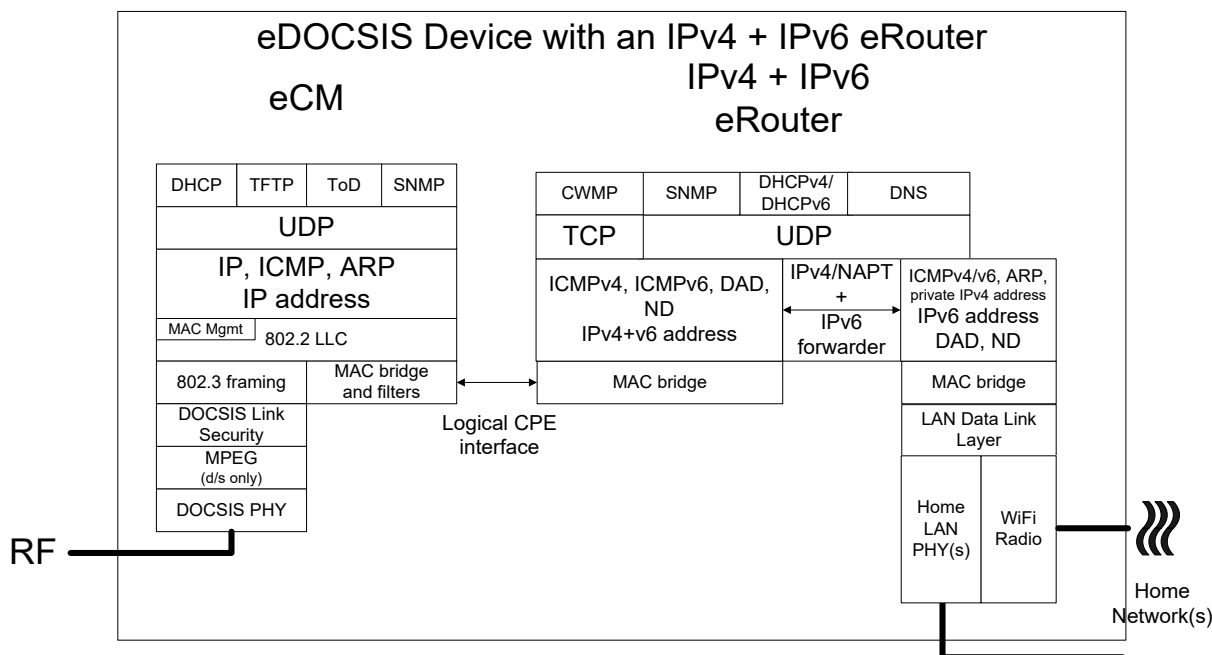 eDOCSIS Device with an IPv4 + IPv6 eRouter
eCM
IPv4 + IPv6
eRouter
DHCP
TFTP
ToD
SNMP
UDP
IP, ICMP, ARP
IP address
MAC Mgmt
802.2 LLC
802.3 framing
MAC bridge
and filters
DOCSIS Link
Security
MPEG
(d/s only)
DOCSIS PHY
RF
Logical CPE
interface
CWMP
SNMP
DHCPv4/
DHCPv6
DNS
TCP
UDP
ICMPv4, ICMPv6, DAD,
ND
IPv4+v6 address
IPv4/NAPT
+
IPv6
forwarder
ICMPv4/v6, ARP,
private IPv4 address
IPv6 address
DAD, ND
MAC bridge
MAC bridge
LAN Data Link
Layer
Home
LAN
PHY(s)
WiFi
Radio
Home
Network(s)